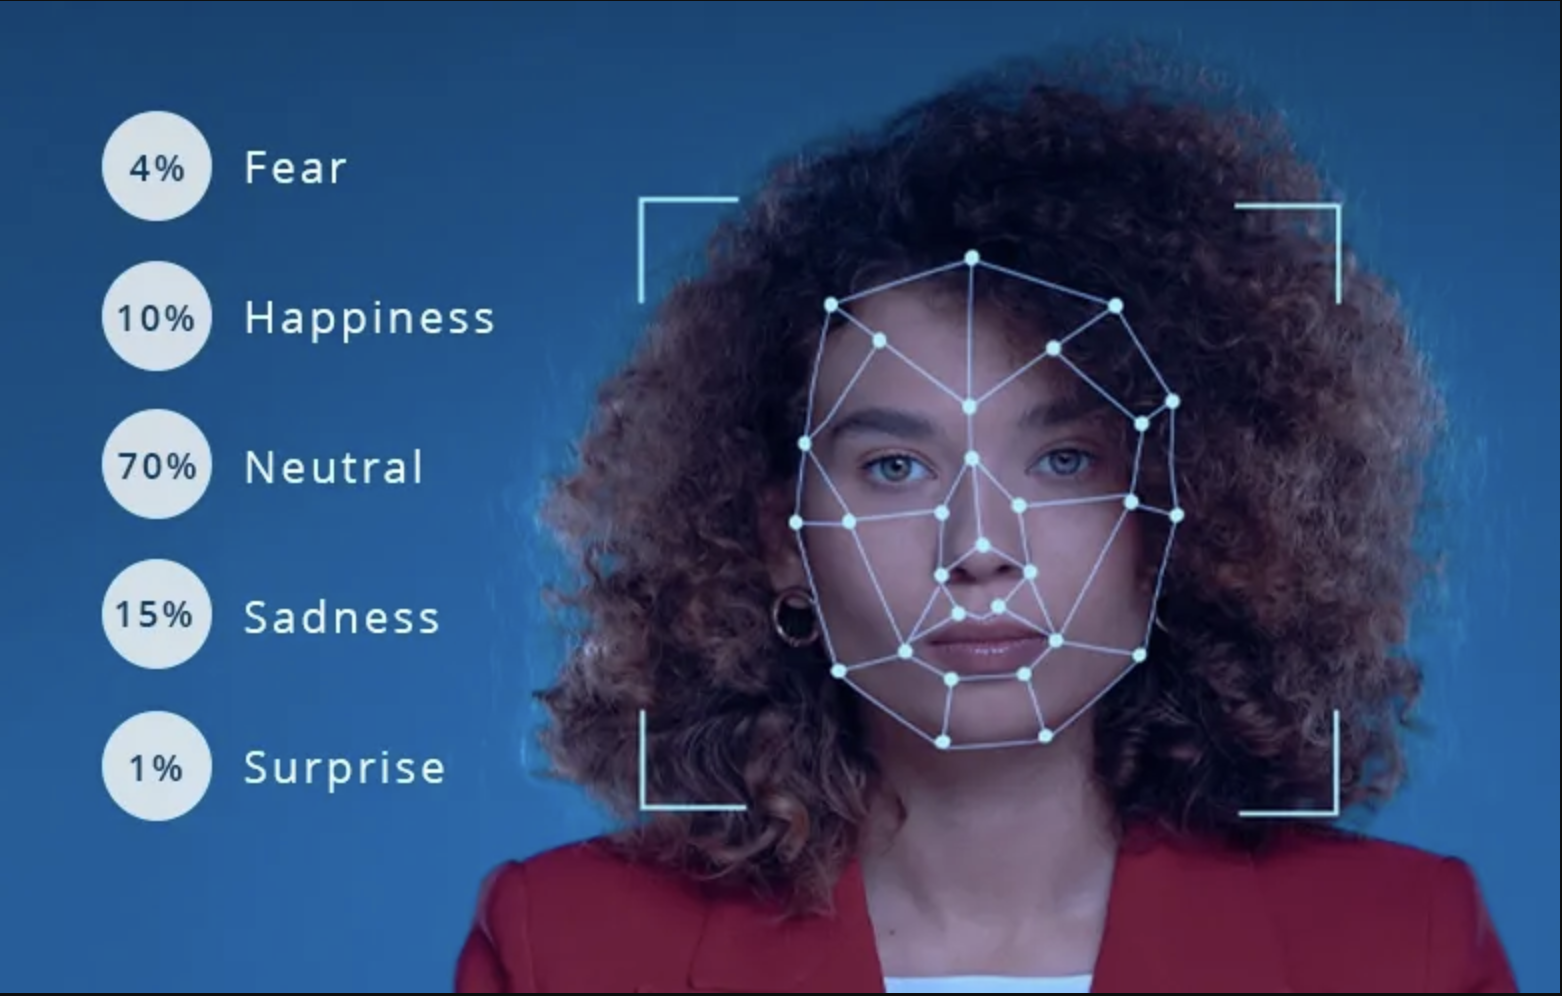 4% Fear
10% Happiness
70% Neutral
15% Sadness
1% Surprise